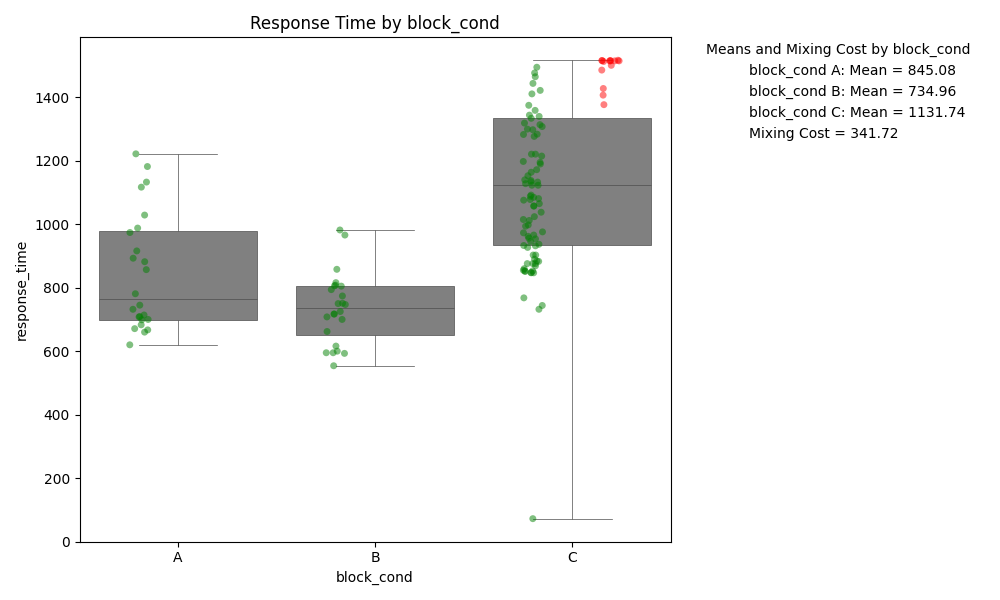 Response Time by block_cond
Means and Mixing Cost by block_cond
block_cond A: Mean = 845.08
block_cond B: Mean = 734.96
block_cond C: Mean = 1131.74
Mixing Cost = 341.72
response_time
1400
1200
1000
800
600
400
200
0
A
B
C
block_cond